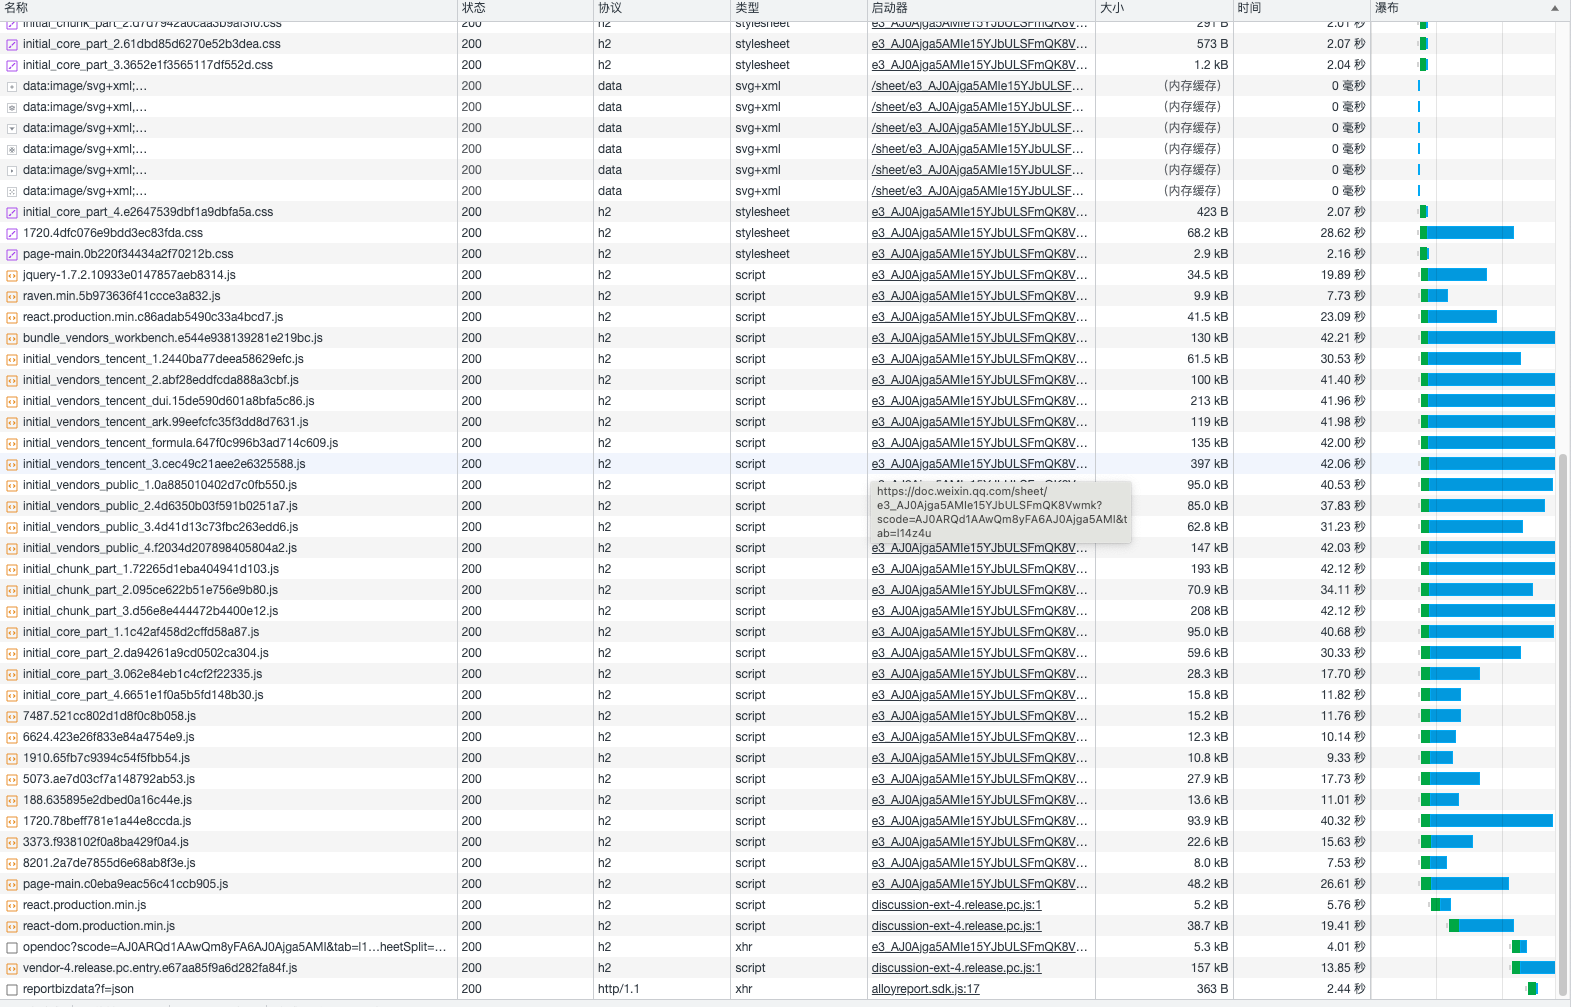 名称 状态 协议 类型 启动器 大小 时间 瀑布
initial_chunk_part_2.d7d7942a0caa3b9af3f0.css 200 h2 stylesheet e3_AJ0Ajga5AMIe15YJbULSFmQK8V... 291 B 2.01 秒
initial_core_part_2.61dbd85d6270e52b3dea.css 200 h2 stylesheet e3_AJ0Ajga5AMIe15YJbULSFmQK8V... 573 B 2.07 秒
initial_core_part_3.3652e1f3565117df552d.css 200 h2 stylesheet e3_AJ0Ajga5AMIe15YJbULSFmQK8V... 1.2 kB 2.04 秒
data:image/svg+xml;... 200 data svg+xml /sheet/e3_AJ0Ajga5AMIe15YJbULSF... (内存缓存) 0 毫秒
data:image/svg+xml,... 200 data svg+xml /sheet/e3_AJ0Ajga5AMIe15YJbULSF... (内存缓存) 0 毫秒
data:image/svg+xml;... 200 data svg+xml /sheet/e3_AJ0Ajga5AMIe15YJbULSF... (内存缓存) 0 毫秒
data:image/svg+xml;... 200 data svg+xml /sheet/e3_AJ0Ajga5AMIe15YJbULSF... (内存缓存) 0 毫秒
data:image/svg+xml;... 200 data svg+xml /sheet/e3_AJ0Ajga5AMIe15YJbULSF... (内存缓存) 0 毫秒
data:image/svg+xml;... 200 data svg+xml /sheet/e3_AJ0Ajga5AMIe15YJbULSF... (内存缓存) 0 毫秒
initial_core_part_4.e2647539dbf1a9dbfa5a.css 200 h2 stylesheet e3_AJ0Ajga5AMIe15YJbULSFmQK8V... 423 B 2.07 秒
1720.4dfc076e9bdd3ec83fda.css 200 h2 stylesheet e3_AJ0Ajga5AMIe15YJbULSFmQK8V... 68.2 kB 28.62 秒
page-main.0b220f34434a2f70212b.css 200 h2 stylesheet e3_AJ0Ajga5AMIe15YJbULSFmQK8V... 2.9 kB 2.16 秒
jquery-1.7.2.10933e0147857aeb8314.js 200 h2 script e3_AJ0Ajga5AMIe15YJbULSFmQK8V... 34.5 kB 19.89 秒
raven.min.5b973636f41ccce3a832.js 200 h2 script e3_AJ0Ajga5AMIe15YJbULSFmQK8V... 9.9 kB 7.73 秒
react.production.min.c86adab5490c33a4bcd7.js 200 h2 script e3_AJ0Ajga5AMIe15YJbULSFmQK8V... 41.5 kB 23.09 秒
bundle_vendors_workbench.e544e938139281e219bc.js 200 h2 script e3_AJ0Ajga5AMIe15YJbULSFmQK8V... 130 kB 42.21 秒
initial_vendors_tencent_1.2440ba77deea58629efc.js 200 h2 script e3_AJ0Ajga5AMIe15YJbULSFmQK8V... 61.5 kB 30.53 秒
initial_vendors_tencent_2.abf28eddfcda888a3cbf.js 200 h2 script e3_AJ0Ajga5AMIe15YJbULSFmQK8V... 100 kB 41.40 秒
initial_vendors_tencent_dui.15de590d601a8bfa5c86.js 200 h2 script e3_AJ0Ajga5AMIe15YJbULSFmQK8V... 213 kB 41.96 秒
initial_vendors_tencent_ark.99eefcfc35f3dd8d7631.js 200 h2 script e3_AJ0Ajga5AMIe15YJbULSFmQK8V... 119 kB 41.98 秒
initial_vendors_tencent_formula.647f0c996b3ad714c609.js 200 h2 script e3_AJ0Ajga5AMIe15YJbULSFmQK8V... 135 kB 42.00 秒
initial_vendors_tencent_3.cec49c21aee2e6325588.js 200 h2 script e3_AJ0Ajga5AMIe15YJbULSFmQK8V... 397 kB 42.06 秒
initial_vendors_public_1.0a885010402d7c0fb550.js 200 h2 script e3_AJ0Ajga5AMIe15YJbULSFmQK8V... 95.0 kB 40.53 秒
https://doc.weixin.qq.com/sheet/
initial_vendors_public_2.4d6350b03f591b0251a7.js 200 h2 script 85.0 kB 37.83 秒
e3_AJ0Ajga5AMIe15YJbULSFmQK8Vwmk?
scode=AJ0ARQd1AAwQm8yFA6AJ0Ajga5AMI&t
initial_vendors_public_3.4d41d13c73fbc263edd6.js 200 h2 script 62.8 kB 31.23 秒
ab=l14z4u
initial_vendors_public_4.f2034d207898405804a2.js 200 h2 script e3_AJ0Ajga5AMIe15YJbULSFmQK8V... 147 kB 42.03 秒
initial_chunk_part_1.72265d1eba404941d103.js 200 h2 script e3_AJ0Ajga5AMIe15YJbULSFmQK8V... 193 kB 42.12 秒
initial_chunk_part_2.095ce622b51e756e9b80.js 200 h2 script e3_AJ0Ajga5AMIe15YJbULSFmQK8V... 70.9 kB 34.11 秒
initial_chunk_part_3.d56e8e444472b4400e12.js 200 h2 script e3_AJ0Ajga5AMIe15YJbULSFmQK8V... 208 kB 42.12 秒
initial_core_part_1.1c42af458d2cffd58a87.js 200 h2 script e3_AJ0Ajga5AMIe15YJbULSFmQK8V... 95.0 kB 40.68 秒
initial_core_part_2.da94261a9cd0502ca304.js 200 h2 script e3_AJ0Ajga5AMIe15YJbULSFmQK8V... 59.6 kB 30.33 秒
initial_core_part_3.062e84eb1c4cf2f22335.js 200 h2 script e3_AJ0Ajga5AMIe15YJbULSFmQK8V... 28.3 kB 17.70 秒
initial_core_part_4.6651e1f0a5b5fd148b30.js 200 h2 script e3_AJ0Ajga5AMIe15YJbULSFmQK8V... 15.8 kB 11.82 秒
7487.521cc802d1d8f0c8b058.js 200 h2 script e3_AJ0Ajga5AMIe15YJbULSFmQK8V... 15.2 kB 11.76 秒
6624.423e26f833e84a4754e9.js 200 h2 script e3_AJ0Ajga5AMIe15YJbULSFmQK8V... 12.3 kB 10.14 秒
1910.65fb7c9394c54f5fbb54.js 200 h2 script e3_AJ0Ajga5AMIe15YJbULSFmQK8V... 10.8 kB 9.33 秒
5073.ae7d03cf7a148792ab53.js 200 h2 script e3_AJ0Ajga5AMIe15YJbULSFmQK8V... 27.9 kB 17.73 秒
188.635895e2dbed0a16c44e.js 200 h2 script e3_AJ0Ajga5AMIe15YJbULSFmQK8V... 13.6 kB 11.01 秒
1720.78beff781e1a44e8ccda.js 200 h2 script e3_AJ0Ajga5AMIe15YJbULSFmQK8V... 93.9 kB 40.32 秒
3373.f938102f0a8ba429f0a4.js 200 h2 script e3_AJ0Ajga5AMIe15YJbULSFmQK8V... 22.6 kB 15.63 秒
8201.2a7de7855d6e68ab8f3e.js 200 h2 script e3_AJ0Ajga5AMIe15YJbULSFmQK8V... 8.0 kB 7.53 秒
page-main.c0eba9eac56c41ccb905.js 200 h2 script e3_AJ0Ajga5AMIe15YJbULSFmQK8V... 48.2 kB 26.61 秒
react.production.min.js 200 h2 script discussion-ext-4.release.pc.js:1 5.2 kB 5.76 秒
react-dom.production.min.js 200 h2 script discussion-ext-4.release.pc.js:1 38.7 kB 19.41 秒
opendoc?scode=AJ0ARQd1AAwQm8yFA6AJ0Ajga5AMI&tab=l1...heetSplit=... 200 h2 xhr e3_AJ0Ajga5AMIe15YJbULSFmQK8V... 5.3 kB 4.01 秒
vendor-4.release.pc.entry.e67aa85f9a6d282fa84f.js 200 h2 script discussion-ext-4.release.pc.js:1 157 kB 13.85 秒
reportbizdata?f=json 200 http/1.1 xhr alloyreport.sdk.js:17 363 B 2.44 秒